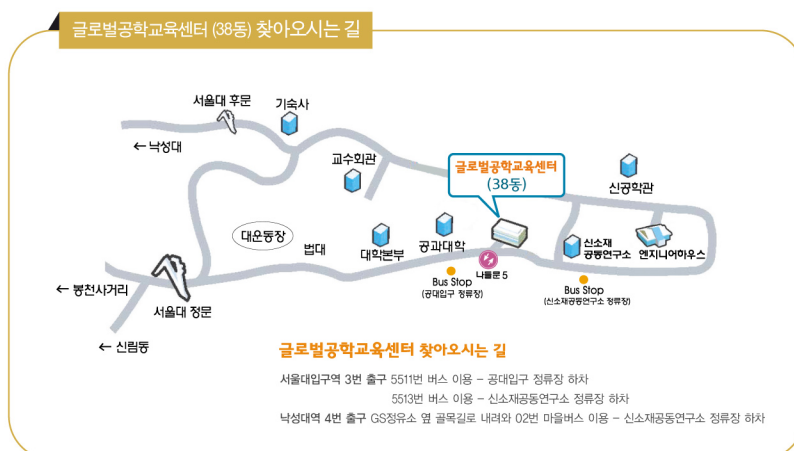 글로벌공학교육센터 (38동) 찾아오시는 길
서울대 후문
기숙사
← 낙성대
교수회관
글로벌공학교육센터
(38동)
신공학관
대운동장
법대
대학본부
공과대학
신소재
공동연구소
엔지니어하우스
나들문 5
Bus Stop
(공대입구 정류장)
Bus Stop
(신소재공동연구소 정류장)
← 봉천사거리
서울대 정문
← 신림동
글로벌공학교육센터 찾아오시는 길
서울대입구역 3번 출구 5511번 버스 이용 - 공대입구 정류장 하차
5513번 버스 이용 - 신소재공동연구소 정류장 하차
낙성대역 4번 출구 GS정유소 옆 골목길로 내려와 02번 마을버스 이용 - 신소재공동연구소 정류장 하차